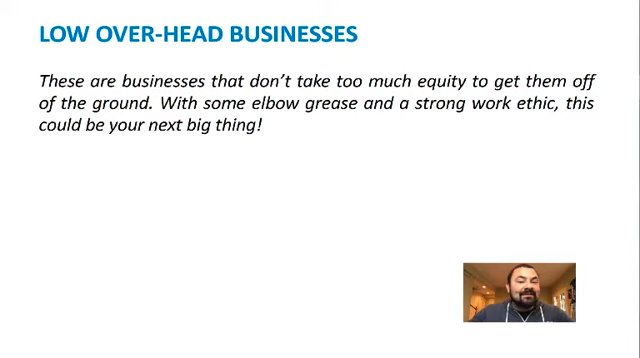 LOW OVER-HEAD BUSINESSES
These are businesses that don't take too much equity to get them off
of the ground. With some elbow grease and a strong work ethic, this
could be your next big thing!